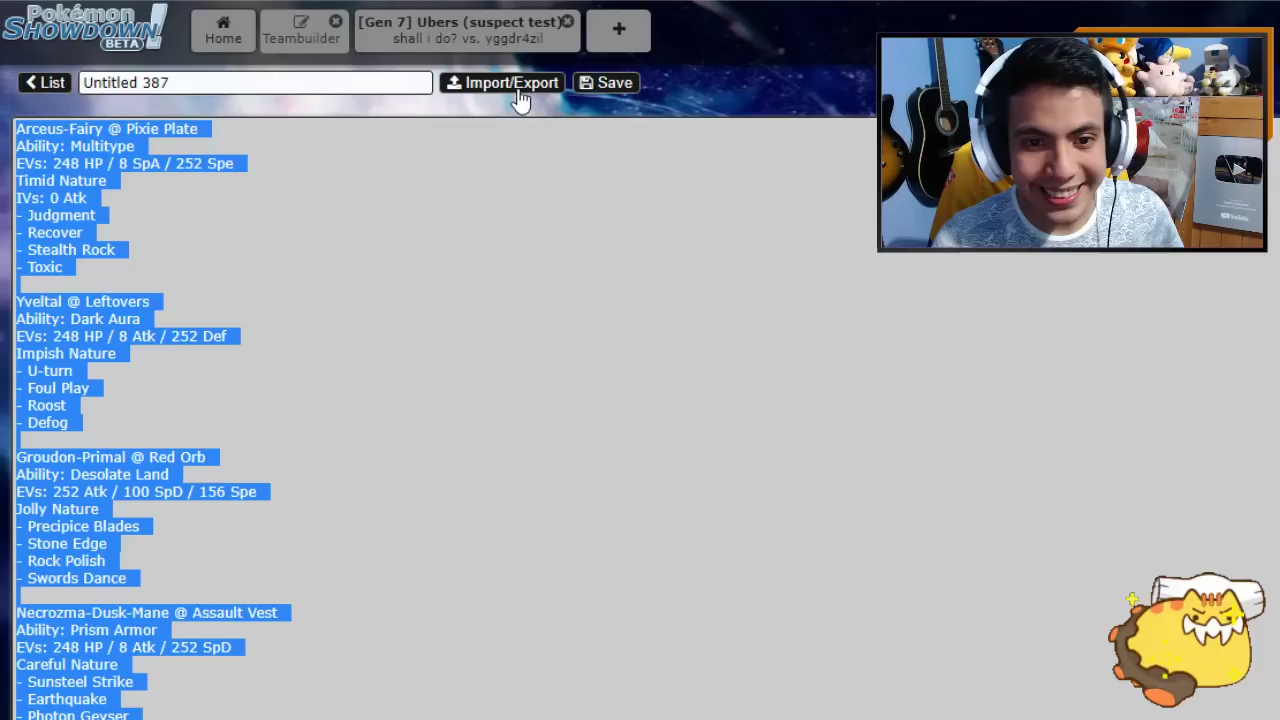 Pokémon
SHOWDOWN!
BETA
Home
Teambuilder
[Gen 7] Ubers (suspect test)
shall i do? vs. yggdr4zil
List
Untitled 387
Import/Export
Save
Arceus-Fairy @ Pixie Plate
Ability: Multitype
EVs: 248 HP / 8 SpA / 252 Spe
Timid Nature
IVs: 0 Atk
- Judgment
- Recover
- Stealth Rock
- Toxic
Yveltal @ Leftovers
Ability: Dark Aura
EVs: 248 HP / 8 Atk / 252 Def
Impish Nature
- U-turn
- Foul Play
- Roost
- Defog
Groudon-Primal @ Red Orb
Ability: Desolate Land
EVs: 252 Atk / 100 SpD / 156 Spe
Jolly Nature
- Precipice Blades
- Stone Edge
- Rock Polish
- Swords Dance
Necrozma-Dusk-Mane @ Assault Vest
Ability: Prism Armor
EVs: 248 HP / 8 Atk / 252 SpD
Careful Nature
- Sunsteel Strike
- Earthquake
- Photon Geyser
YouTube